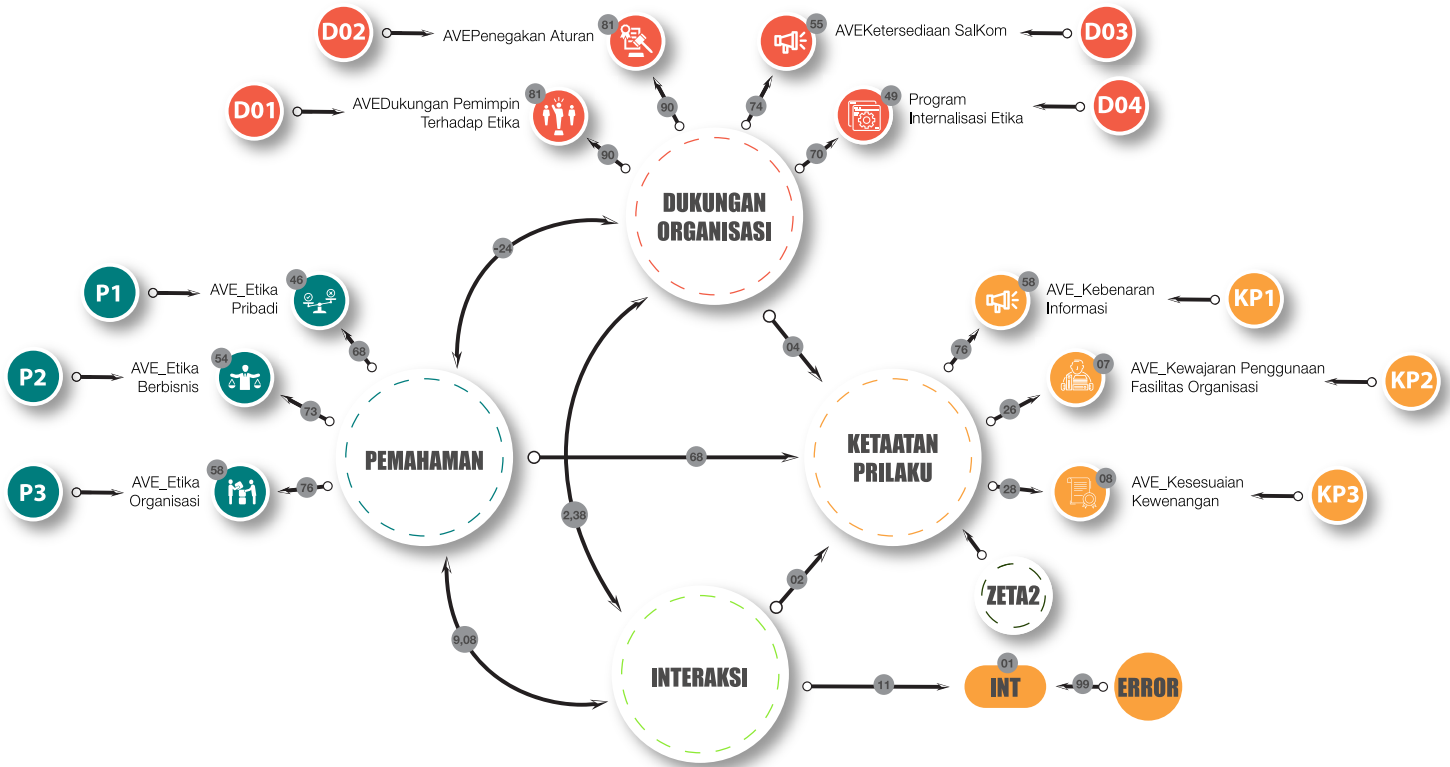 D02
AVEPenegakan Aturan
81
55
AVEKetersediaan SalKom
D03
D01
AVEDukungan Pemimpin
Terhadap Etika
81
90
74
49
Program
Internalisasi Etika
D04
90
70
DUKUNGAN
ORGANISASI
-24
P1
AVE_Etika
Pribadi
46
68
58
AVE_Kebenaran
Informasi
KP1
04
76
P2
AVE_Etika
Berbisnis
54
73
07
AVE_Kewajaran Penggunaan
Fasilitas Organisasi
KP2
26
PEMAHAMAN
68
KETAATAN
PRILAKU
P3
AVE_Etika
Organisasi
58
76
28
08
AVE_Kesesuaian
Kewenangan
KP3
2,38
02
ZETA2
9,08
INTERAKSI
11
01
INT
99
ERROR